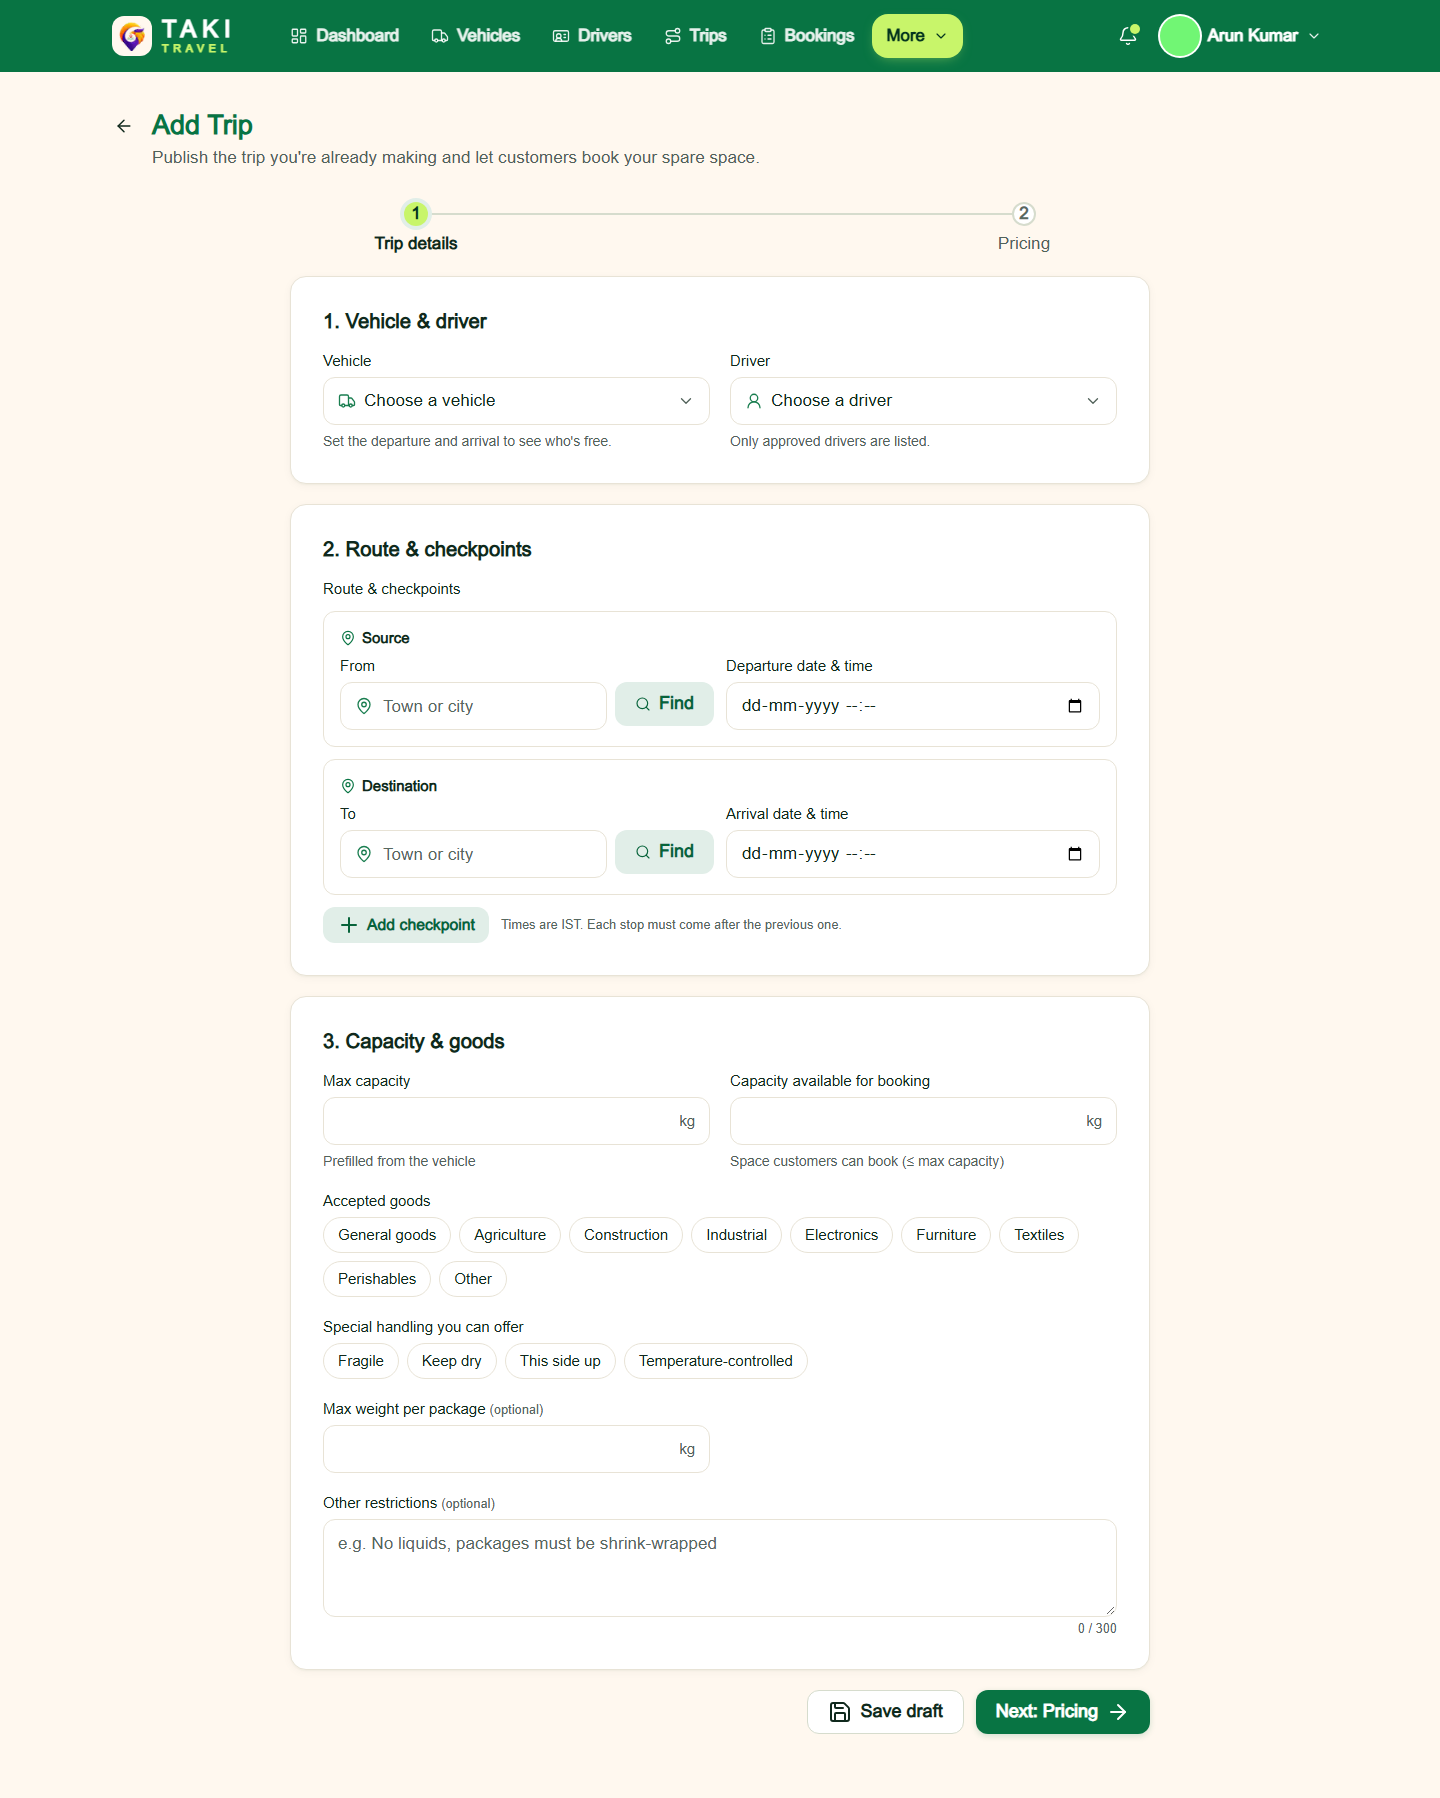 TAKI
TRAVEL
Dashboard
Vehicles
Drivers
Trips
Bookings
More
Arun Kumar
Add Trip
Publish the trip you're already making and let customers book your spare space.
1
2
Trip details
Pricing
1. Vehicle & driver
Vehicle
Driver
Choose a vehicle
Choose a driver
Set the departure and arrival to see who's free.
Only approved drivers are listed.
2. Route & checkpoints
Route & checkpoints
Source
From
Departure date & time
Town or city
Find
dd-mm-yyyy --:--
Destination
To
Arrival date & time
Town or city
Find
dd-mm-yyyy --:--
Add checkpoint
Times are IST. Each stop must come after the previous one.
3. Capacity & goods
Max capacity
Capacity available for booking
kg
kg
Prefilled from the vehicle
Space customers can book (≤ max capacity)
Accepted goods
General goods
Agriculture
Construction
Industrial
Electronics
Furniture
Textiles
Perishables
Other
Special handling you can offer
Fragile
Keep dry
This side up
Temperature-controlled
Max weight per package (optional)
kg
Other restrictions (optional)
e.g. No liquids, packages must be shrink-wrapped
0 / 300
Save draft
Next: Pricing